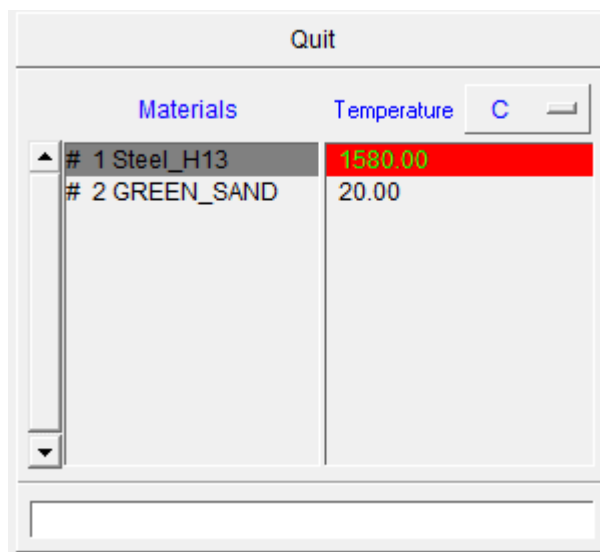 Quit
Materials Temperature C
# 1 Steel_H13 1580.00
# 2 GREEN_SAND 20.00